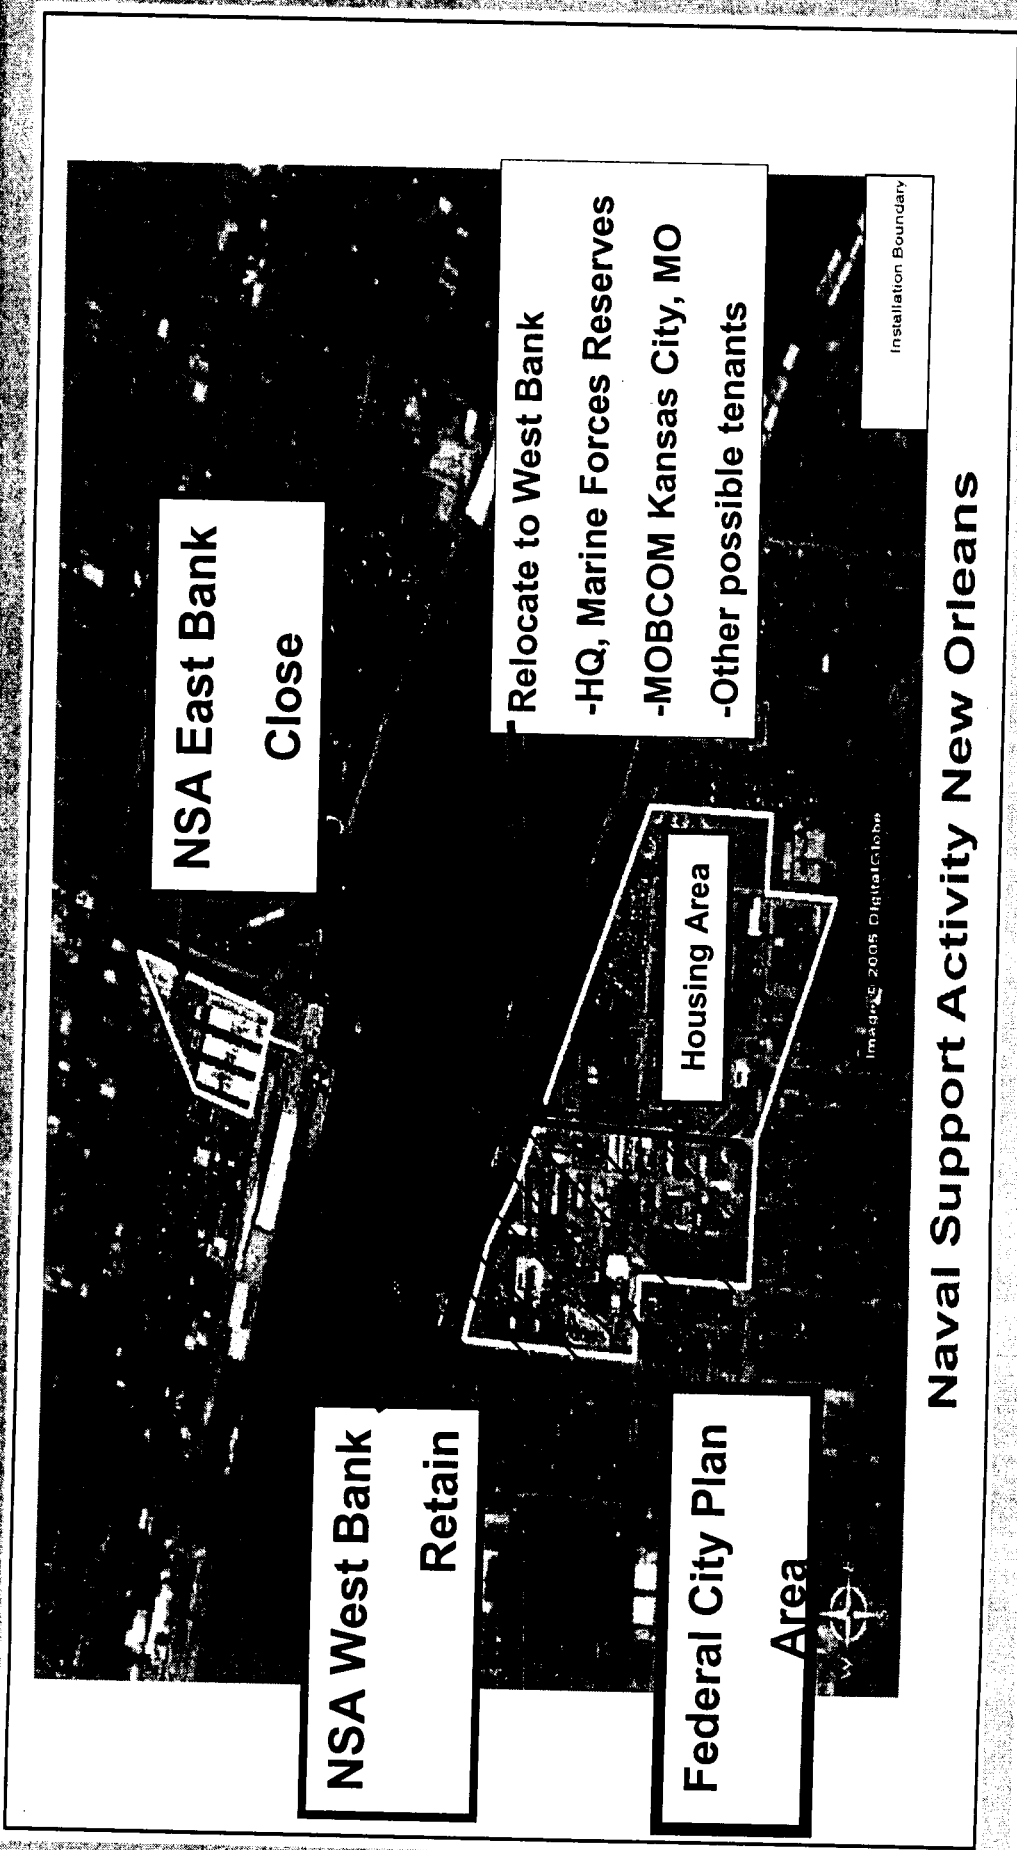 NSA East Bank
Close
NSA West Bank
Retain
Relocate to West Bank
-HQ, Marine Forces Reserves
-MOBCOM Kansas City, MO
-Other possible tenants
Housing Area
Federal City Plan
Area
W
E
S
Image © 2005 DigitalGlobe
Installation Boundary
Naval Support Activity New Orleans